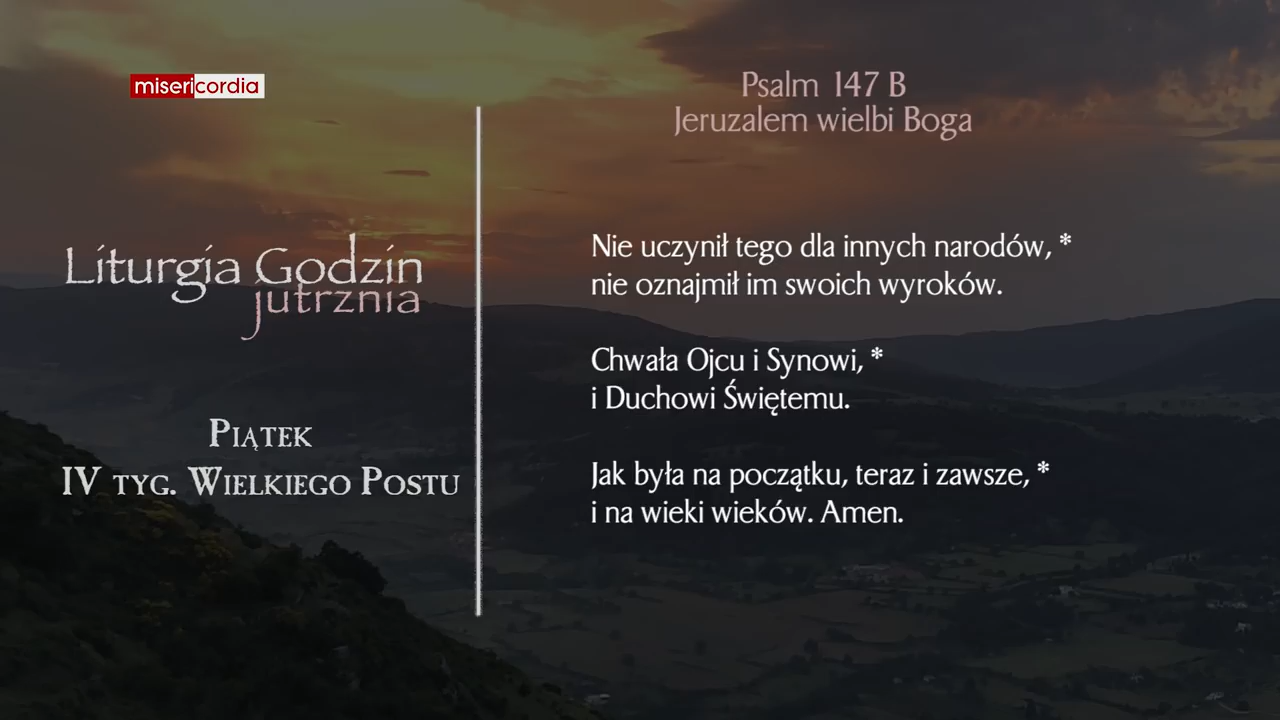 misericordia
Liturgia Godzin
jutrznia
Piątek
IV tyg. Wielkiego Postu
Psalm 147 B
Jeruzalem wielbi Boga
Nie uczynił tego dla innych narodów, *
nie oznajmił im swoich wyroków.
Chwała Ojcu i Synowi, *
i Duchowi Świętemu.
Jak była na początku, teraz i zawsze, *
i na wieki wieków. Amen.